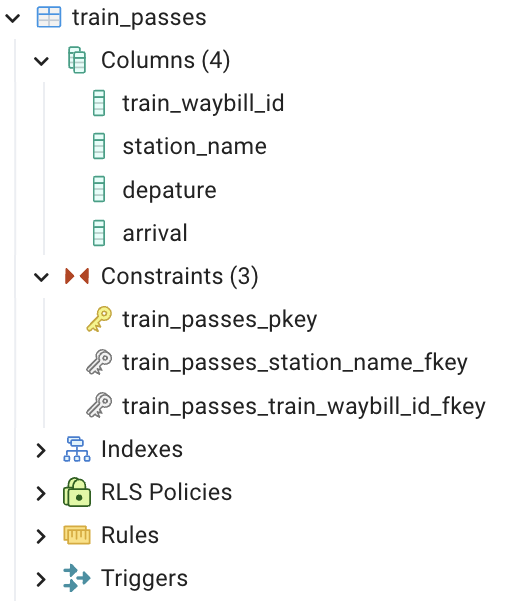 train_passes
Columns (4)
train_waybill_id
station_name
depature
arrival
Constraints (3)
train_passes_pkey
train_passes_station_name_fkey
train_passes_train_waybill_id_fkey
Indexes
RLS Policies
Rules
Triggers